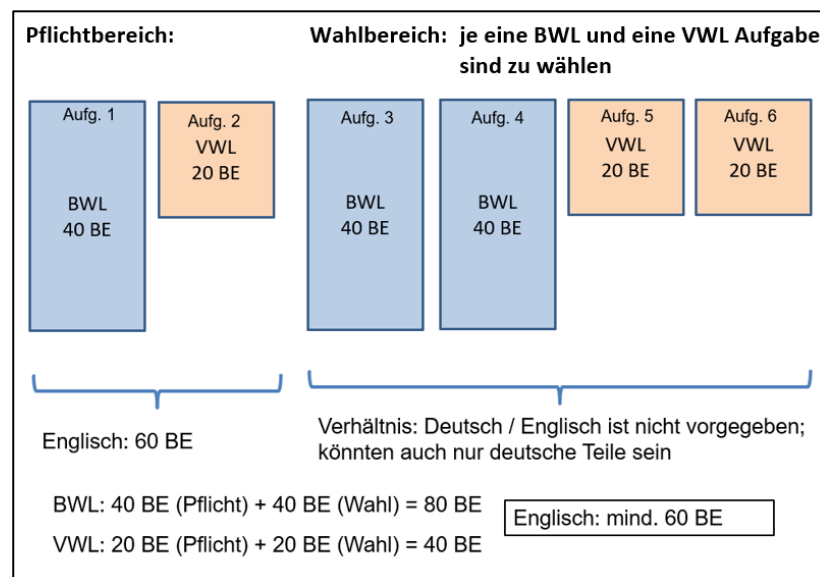 Pflichtbereich:
Wahlbereich: je eine BWL und eine VWL Aufgabe
sind zu wählen
Aufg. 1
BWL
40 BE
Aufg. 2
VWL
20 BE
Aufg. 3
BWL
40 BE
Aufg. 4
BWL
40 BE
Aufg. 5
VWL
20 BE
Aufg. 6
VWL
20 BE
Englisch: 60 BE
Verhältnis: Deutsch / Englisch ist nicht vorgegeben;
könnten auch nur deutsche Teile sein
BWL: 40 BE (Pflicht) + 40 BE (Wahl) = 80 BE
VWL: 20 BE (Pflicht) + 20 BE (Wahl) = 40 BE
Englisch: mind. 60 BE